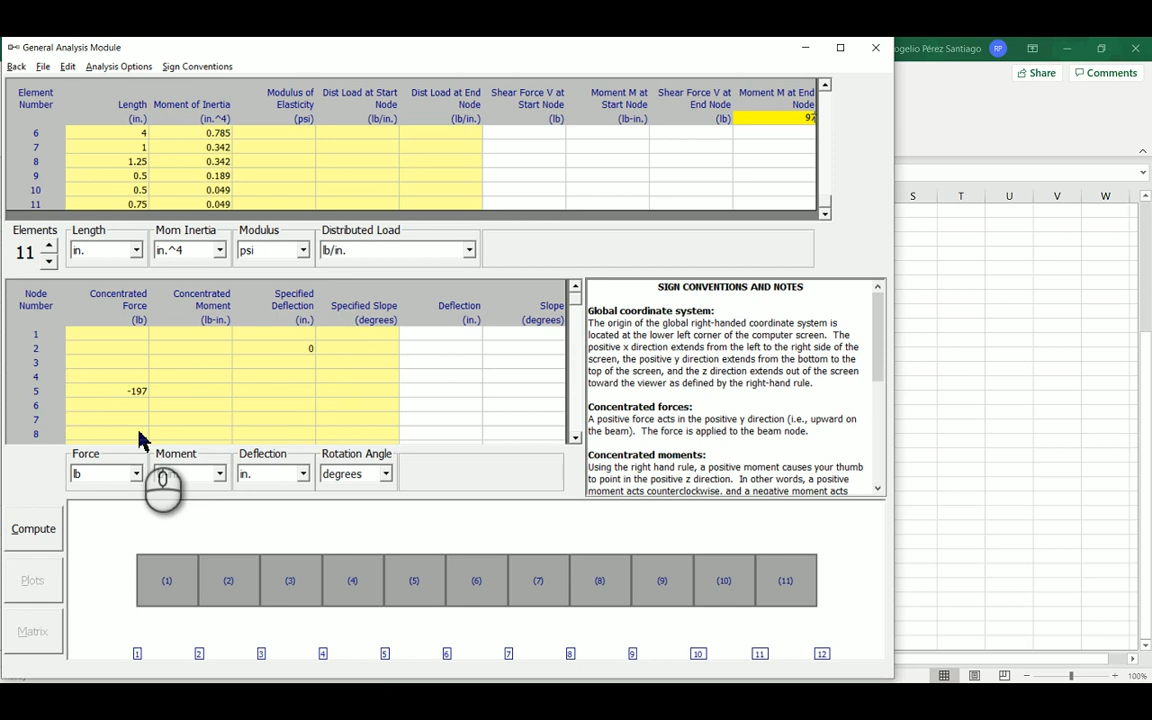 General Analysis Module
ogelio Pérez Santiago RP
Back File Edit Analysis Options Sign Conventions
Share Comments
Element Number Length (in.) Moment of Inertia (in.^4) Modulus of Elasticity (psi) Dist Load at Start Node (lb/in.) Dist Load at End Node (lb/in.) Shear Force V at Start Node (lb) Moment M at Start Node (lb-in.) Shear Force V at End Node (lb) Moment M at End Node
97
6 4 0.785
7 1 0.342
8 1.25 0.342
9 0.5 0.189
10 0.5 0.049
11 0.75 0.049
S T U V W
Elements Length Mom Inertia Modulus Distributed Load
11 in. in.^4 psi lb/in.
Node Number Concentrated Force (lb) Concentrated Moment (lb-in.) Specified Deflection (in.) Specified Slope (degrees) Deflection (in.) Slope (degrees)
1
2 0
3
4
5 -197
6
7
8
Force Moment Deflection Rotation Angle
lb in. degrees
SIGN CONVENTIONS AND NOTES
Global coordinate system:
The origin of the global right-handed coordinate system is
located at the lower left corner of the computer screen. The
positive x direction extends from the left to the right side of the
screen, the positive y direction extends from the bottom to the
top of the screen, and the z direction extends out of the screen
toward the viewer as defined by the right-hand rule.
Concentrated forces:
A positive force acts in the positive y direction (i.e., upward on
the beam). The force is applied to the beam node.
Concentrated moments:
Using the right hand rule, a positive moment causes your thumb
to point in the positive z direction. In other words, a positive
moment acts counterclockwise, and a negative moment acts
Compute
Plots
Matrix
(1) (2) (3) (4) (5) (6) (7) (8) (9) (10) (11)
1 2 3 4 5 6 7 8 9 10 11 12
100%